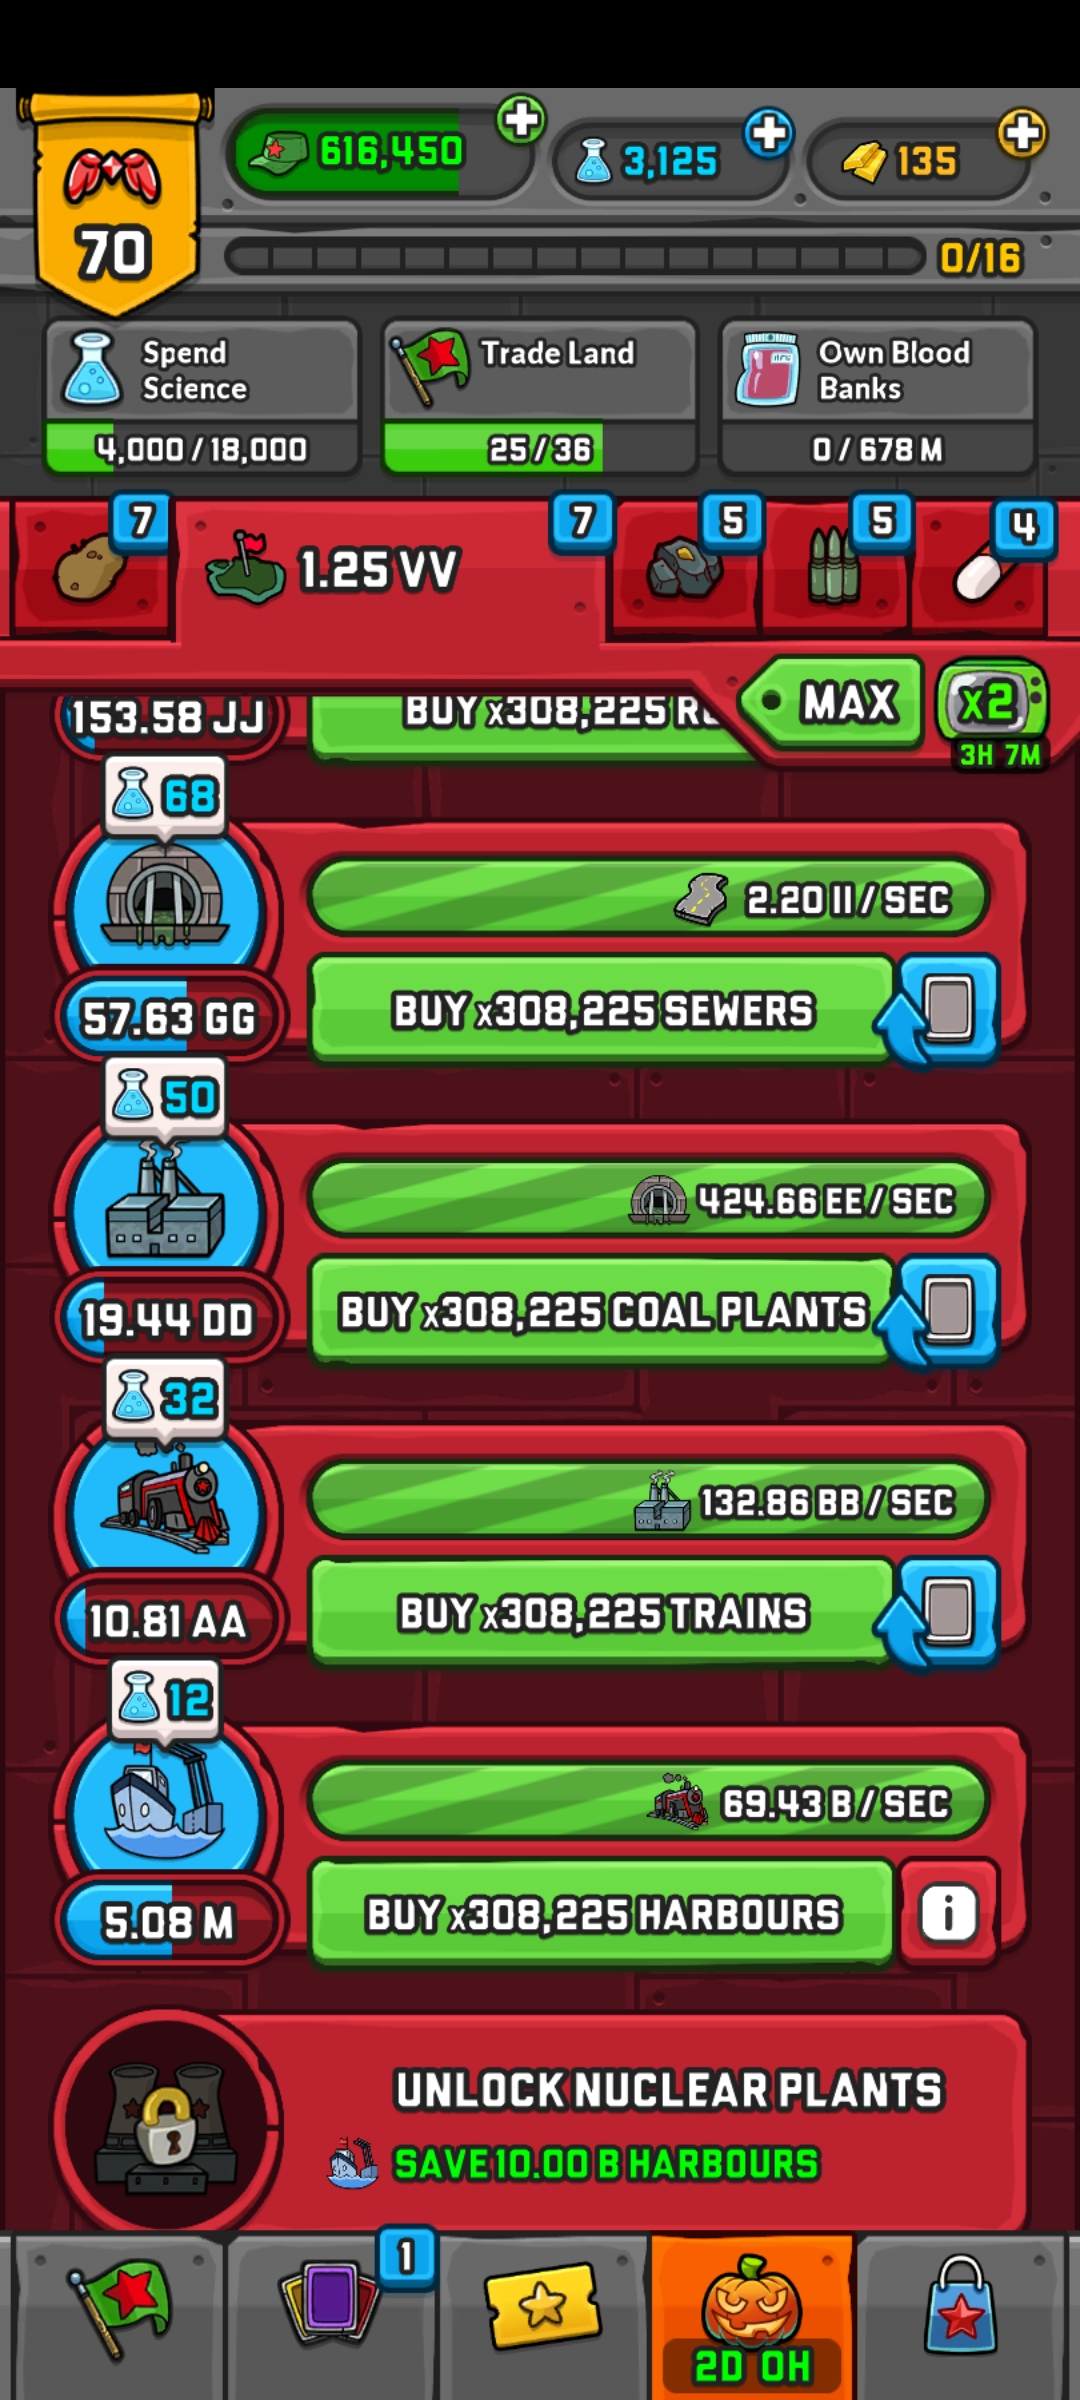 70
616,450
3,125
135
0/16
Spend
Science
4,000/18,000
Trade Land
25/36
Own Blood
Banks
0/678 M
7
1.25 VV
7
5
5
4
MAX
x2
3H 7M
153.58 JJ
BUY x308,225
68
2.20 II/SEC
57.63 GG
BUY x308,225 SEWERS
50
424.66 EE/SEC
19.44 DD
BUY x308,225 COAL PLANTS
32
132.86 BB/SEC
10.81 AA
BUY x308,225 TRAINS
12
69.43 B/SEC
5.08 M
BUY x308,225 HARBOURS
i
UNLOCK NUCLEAR PLANTS
SAVE 10.00 B HARBOURS
1
2D 0H